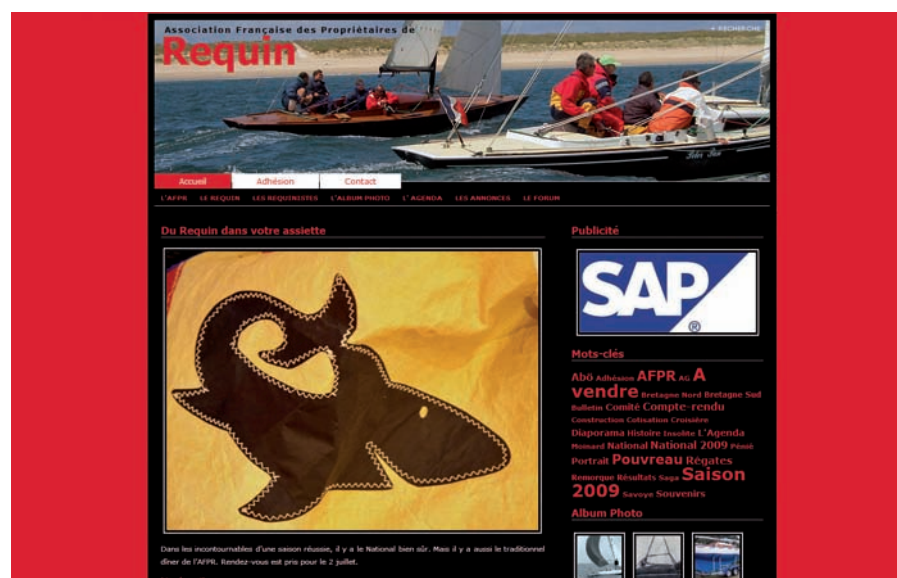 Association Française des Propriétaires de
Requin
+ RECHERCHE
Accueil Adhésion Contact
L'AFPR LE REQUIN LES REQUINISTES L'ALBUM PHOTO L' AGENDA LES ANNONCES LE FORUM
Du Requin dans votre assiette
Dans les incontournables d'une saison réussie, il y a le National bien sûr. Mais il y a aussi le traditionnel
dîner de l'AFPR. Rendez-vous est pris pour le 2 juillet.
Publicité
SAP
®
Mots-clés
Abö Adhésion AFPR AG A
vendre Bretagne Nord Bretagne Sud
Bulletin Comité Compte-rendu
Construction Cotisation Croisière
Diaporama Histoire Insolite L'Agenda
National National 2009
Portrait Pouvreau Régates
Remorque Résultats Saga Saison
2009 Savoye Souvenirs
Album Photo